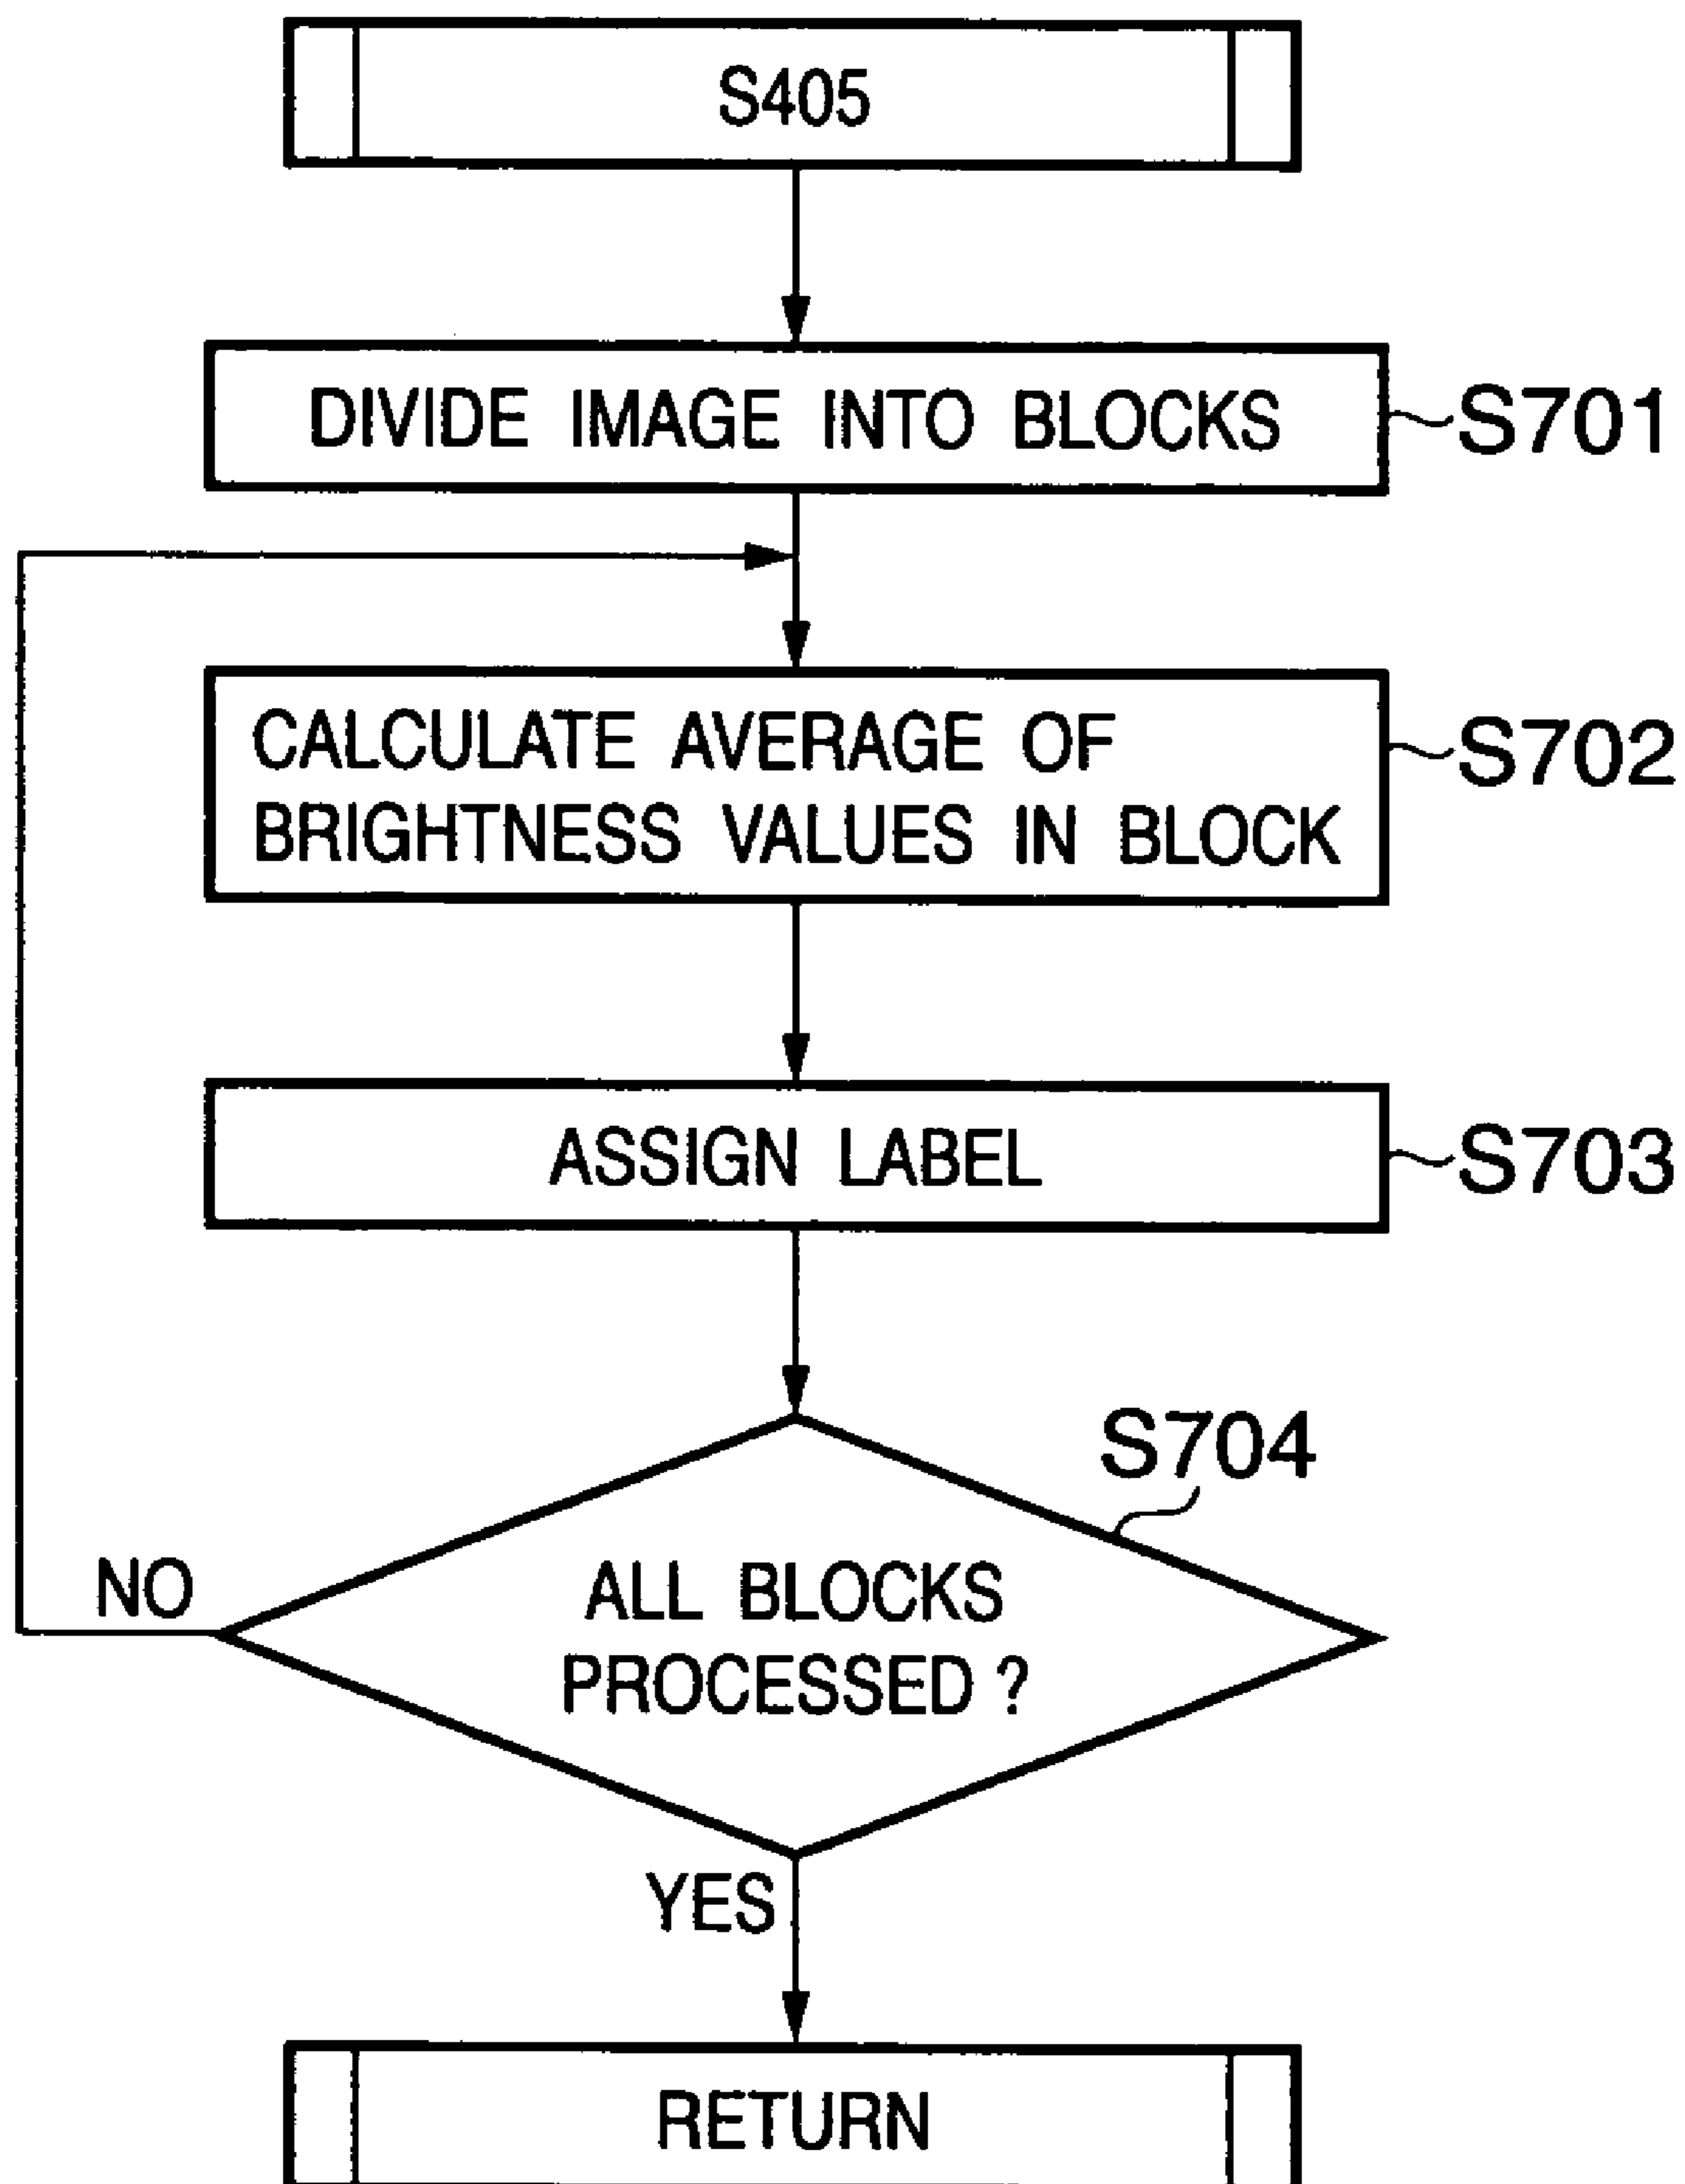 S405
DIVIDE IMAGE INTO BLOCKS
S701
CALCULATE AVERAGE OF
BRIGHTNESS VALUES IN BLOCK
S702
ASSIGN LABEL
S703
S704
ALL BLOCKS
PROCESSED ?
NO
YES
RETURN